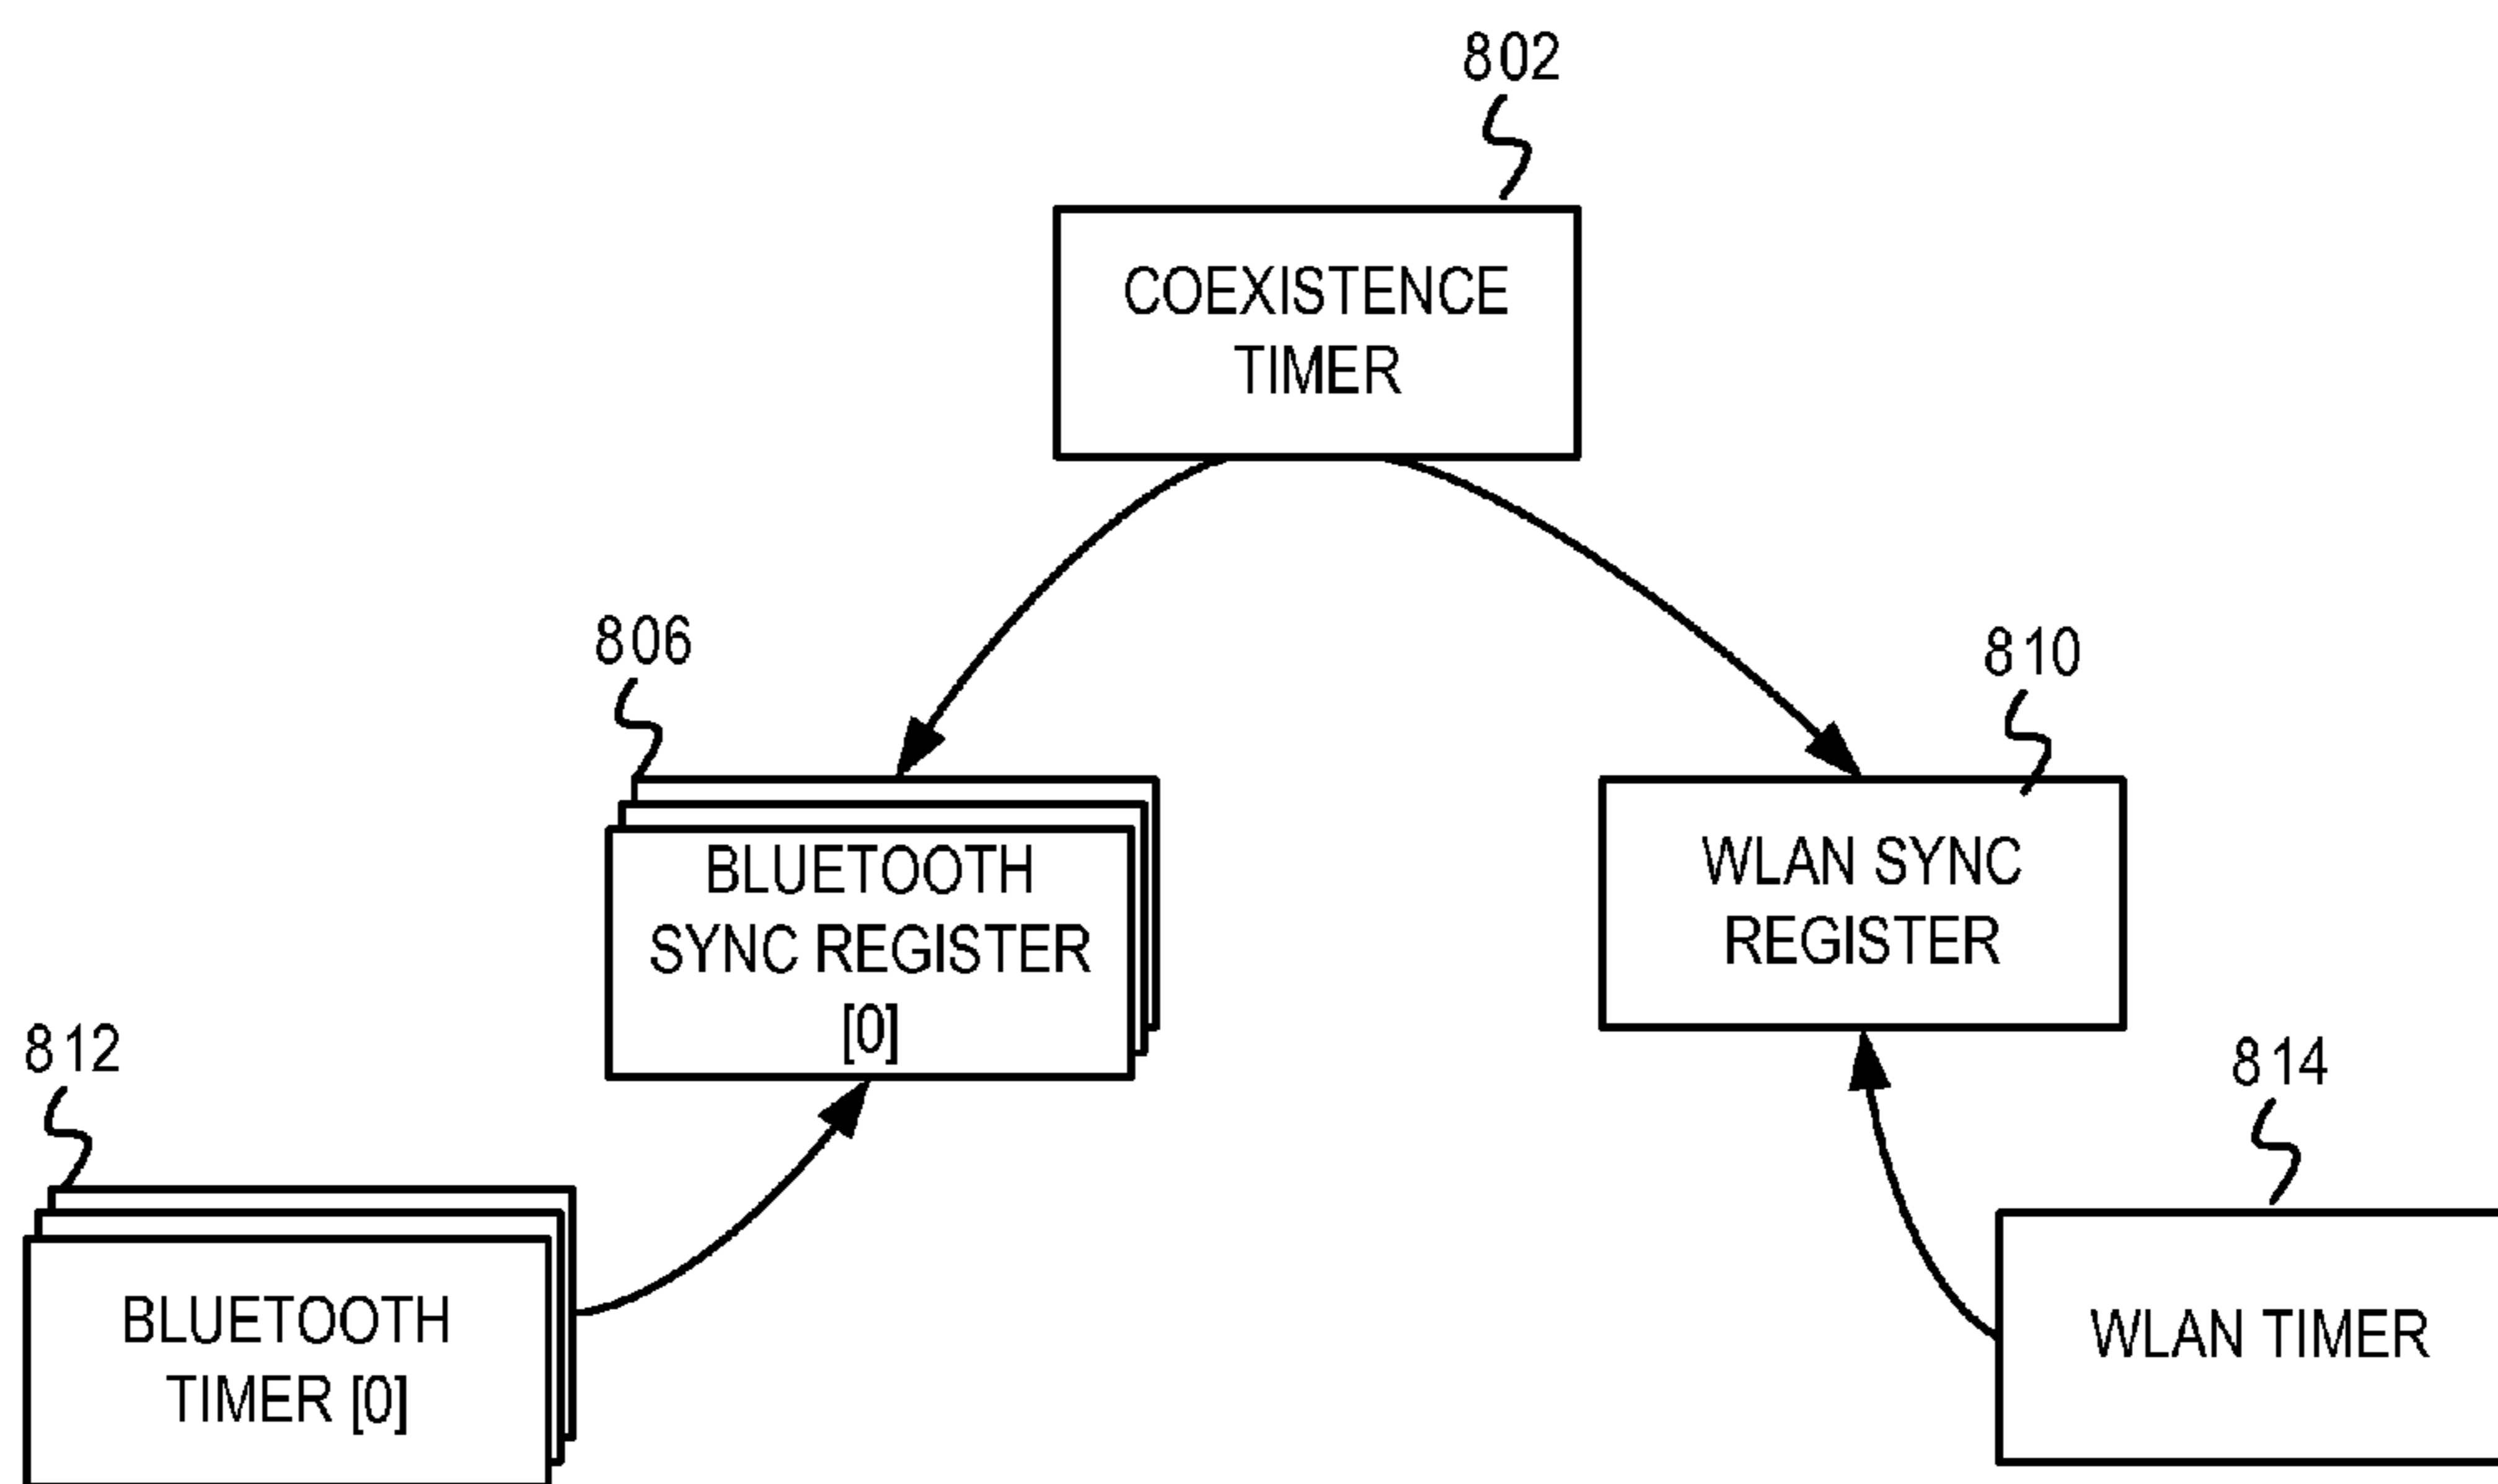 802
COEXISTENCE
TIMER
806
810
BLUETOOTH
SYNC REGISTER
[0]
WLAN SYNC
REGISTER
812
814
BLUETOOTH
TIMER [0]
WLAN TIMER